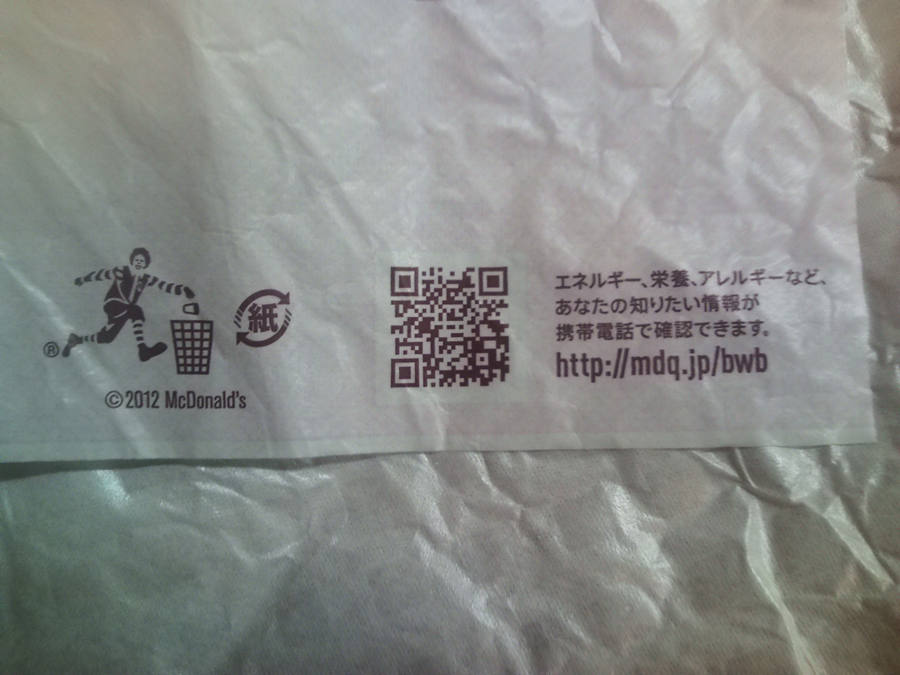 ®
紙
© 2012 McDonald's
エネルギー、栄養、アレルギーなど、
あなたの知りたい情報が
携帯電話で確認できます。
http://mdq.jp/bwb